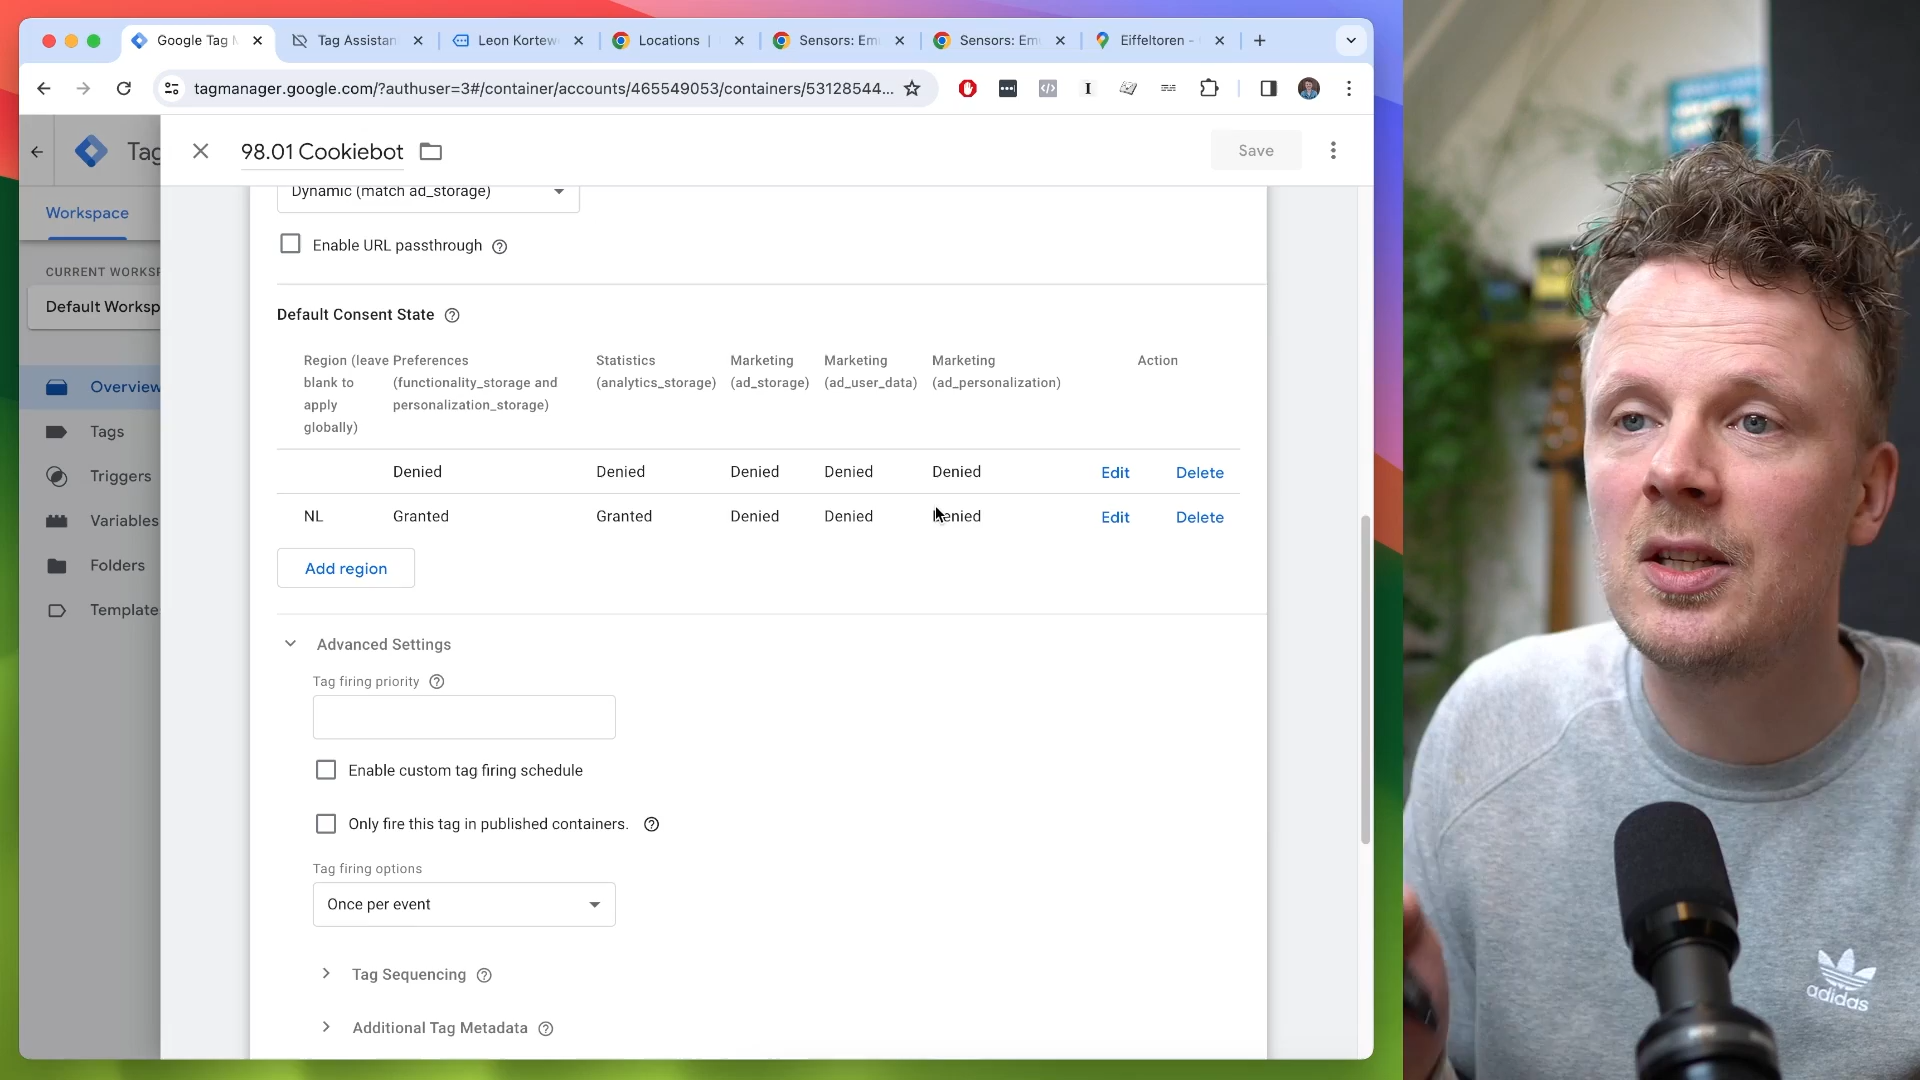 Google Tag M
Tag Assistan
Leon Kortew
Locations |
Sensors: Em
Sensors: Em
Eiffeltoren -
tagmanager.google.com/?authuser=3#/container/accounts/465549053/containers/53128544...
Tag
98.01 Cookiebot
Save
Workspace
CURRENT WORKSP
Default Worksp
Overview
Tags
Triggers
Variables
Folders
Template
Dynamic (match ad_storage)
Enable URL passthrough
Default Consent State
Region (leave blank to apply globally)
Preferences (functionality_storage and personalization_storage)
Statistics (analytics_storage)
Marketing (ad_storage)
Marketing (ad_user_data)
Marketing (ad_personalization)
Action
Denied Denied Denied Denied Denied Edit Delete
NL Granted Granted Denied Denied Denied Edit Delete
Add region
Advanced Settings
Tag firing priority
Enable custom tag firing schedule
Only fire this tag in published containers.
Tag firing options
Once per event
Tag Sequencing
Additional Tag Metadata
adidas